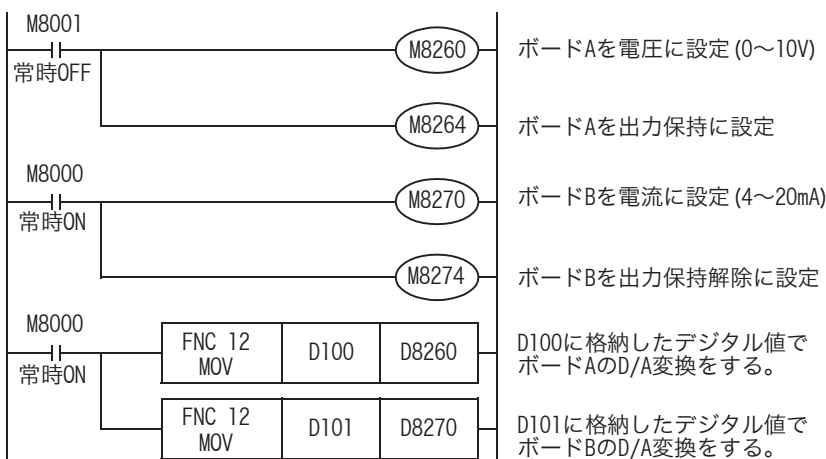 M8001
常時OFF
M8260
ボードAを電圧に設定(0～10V)
M8264
ボードAを出力保持に設定
M8000
常時ON
M8270
ボードBを電流に設定(4～20mA)
M8274
ボードBを出力保持解除に設定
M8000
常時ON
FNC 12
MOV
D100
D8260
D100に格納したデジタル値で
ボードAのD/A変換をする。
FNC 12
MOV
D101
D8270
D101に格納したデジタル値で
ボードBのD/A変換をする。